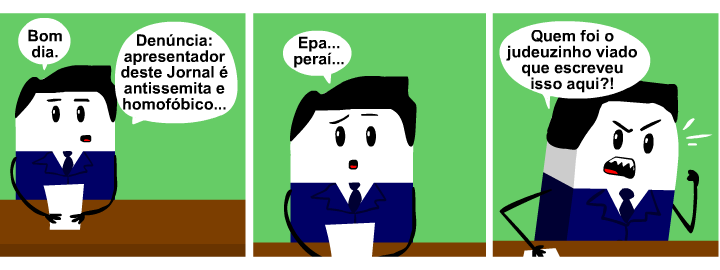 Bom
dia.
Denúncia:
apresentador
deste Jornal é
antissemita e
homofóbico...
Epa...
peraí...
Quem foi o
judeuzinho viado
que escreveu
isso aqui?!